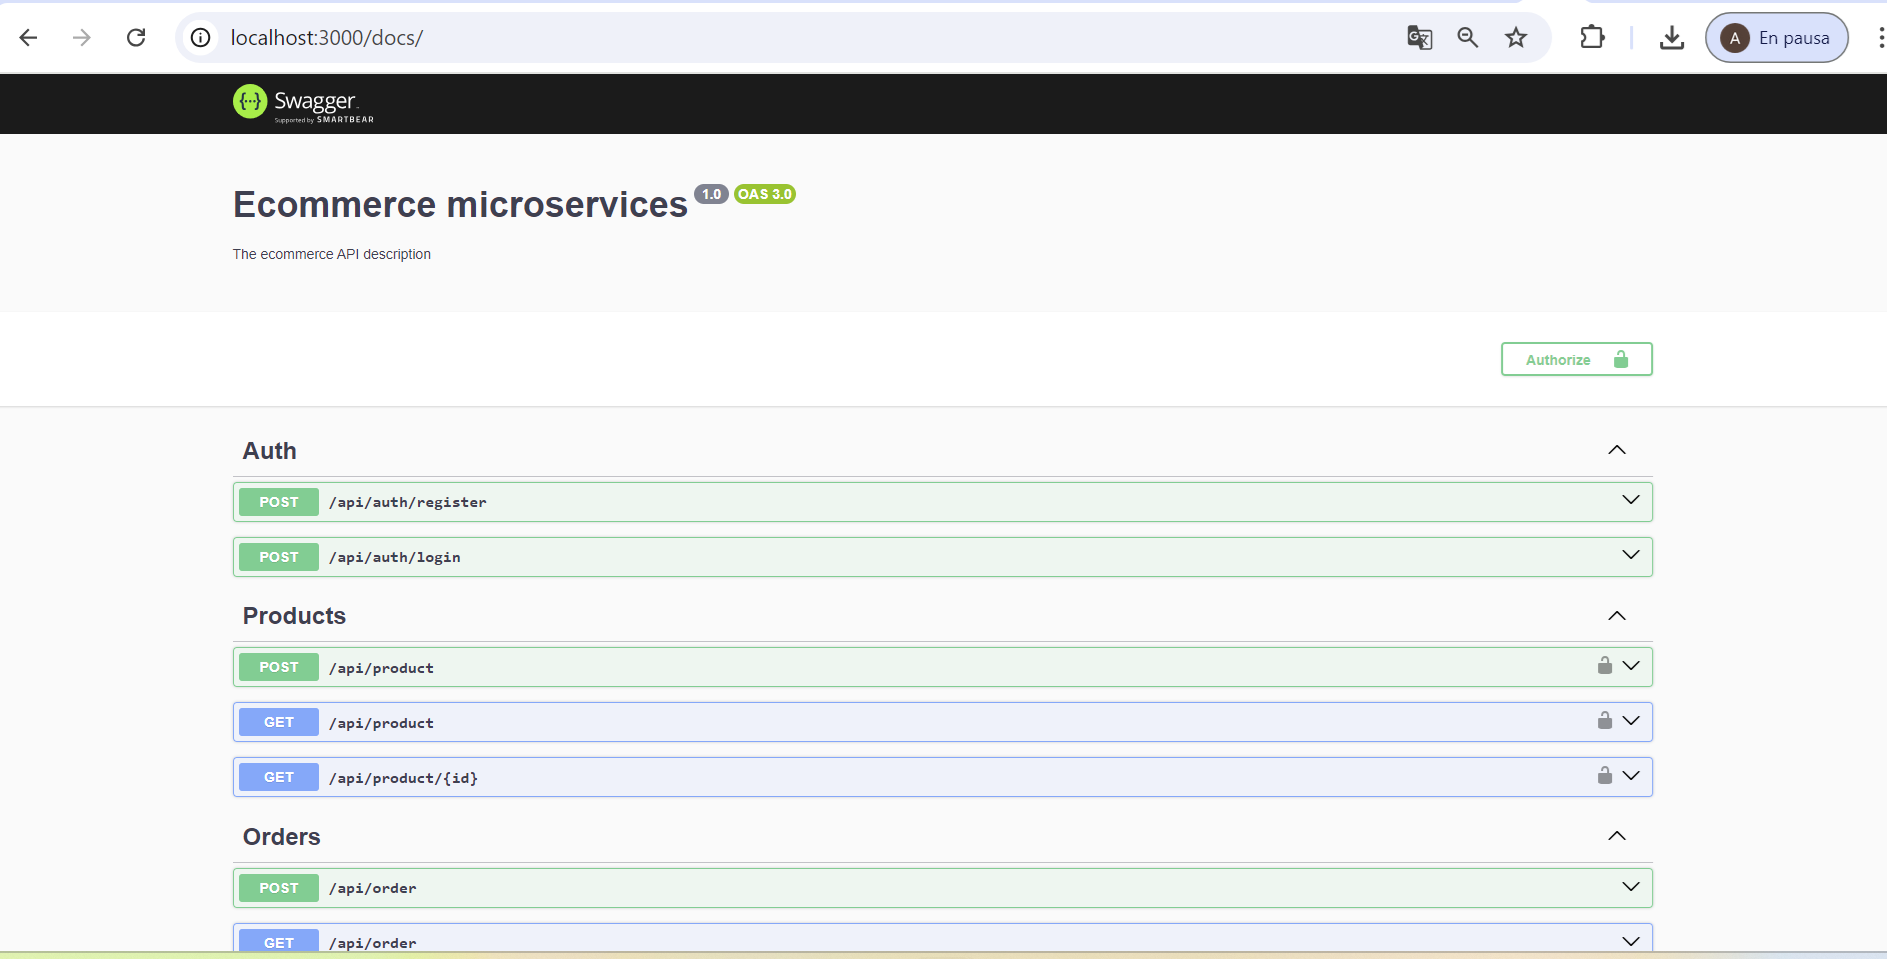 localhost:3000/docs/
A En pausa
Swagger
Supported by SMARTBEAR
Ecommerce microservices 1.0 OAS 3.0
The ecommerce API description
Authorize
Auth
POST /api/auth/register
POST /api/auth/login
Products
POST /api/product
GET /api/product
GET /api/product/{id}
Orders
POST /api/order
GET /api/order